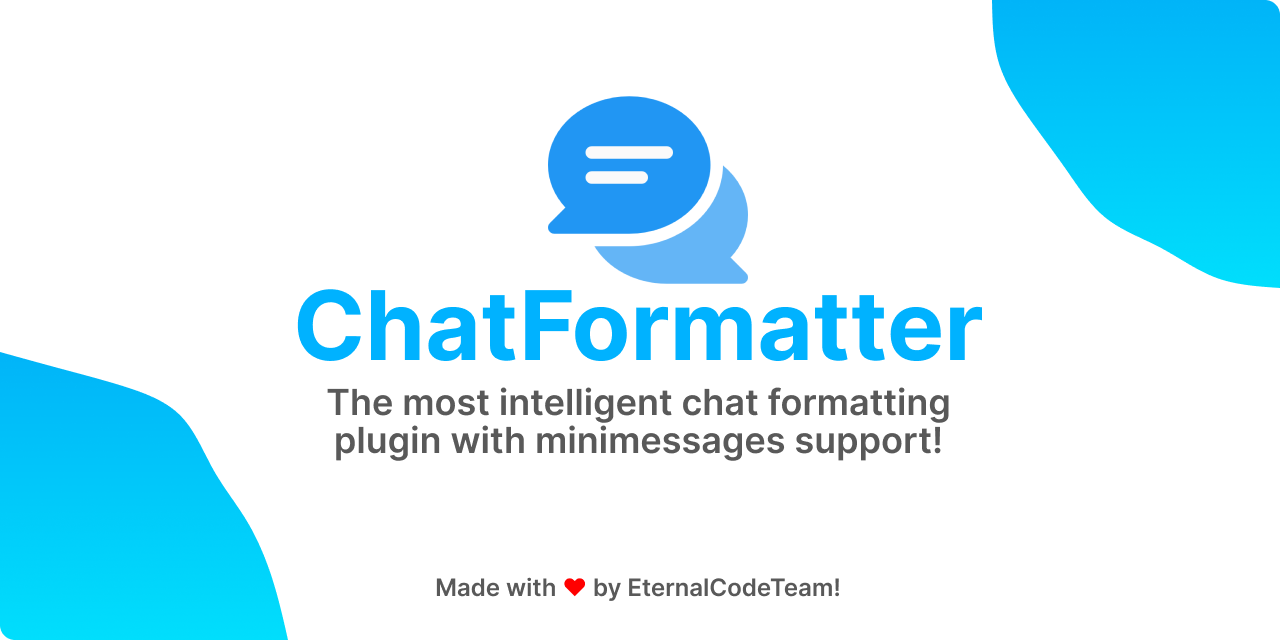 ChatFormatter
The most intelligent chat formatting
plugin with minimessages support!
Made with ❤ by EternalCodeTeam!